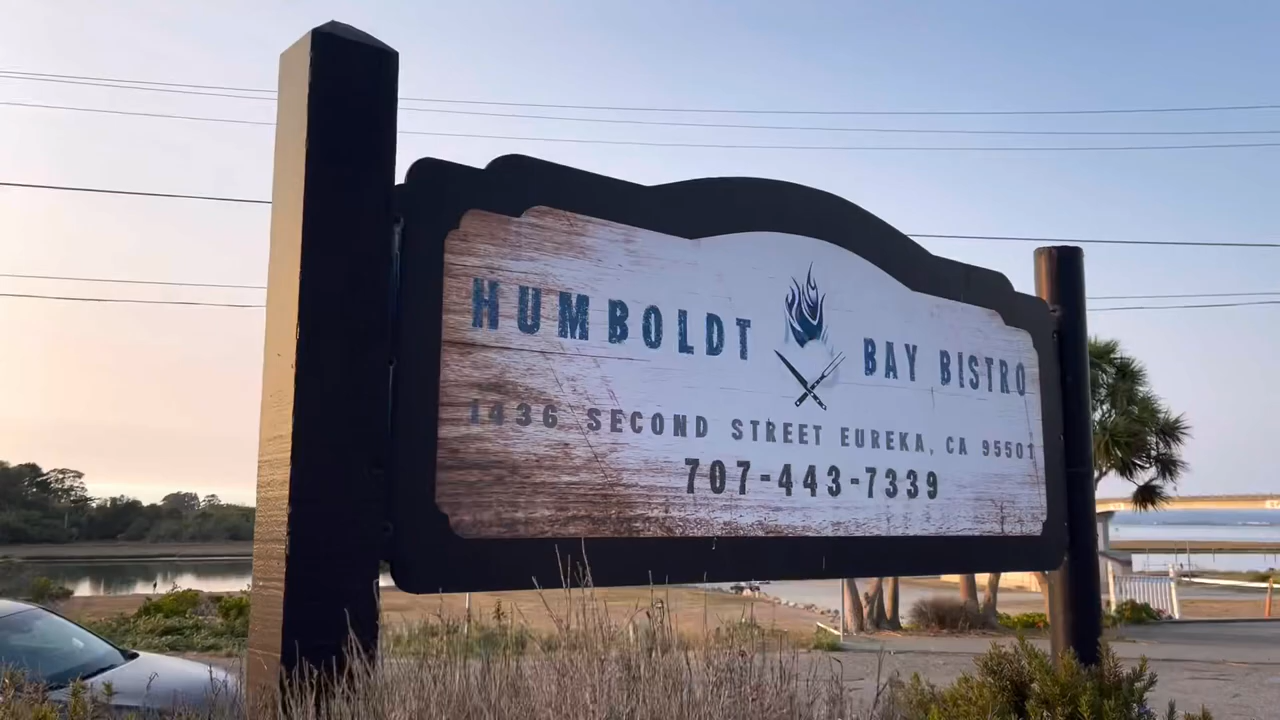 HUMBOLDT BAY BISTRO
1436 SECOND STREET EUREKA, CA 95501
707-443-7339